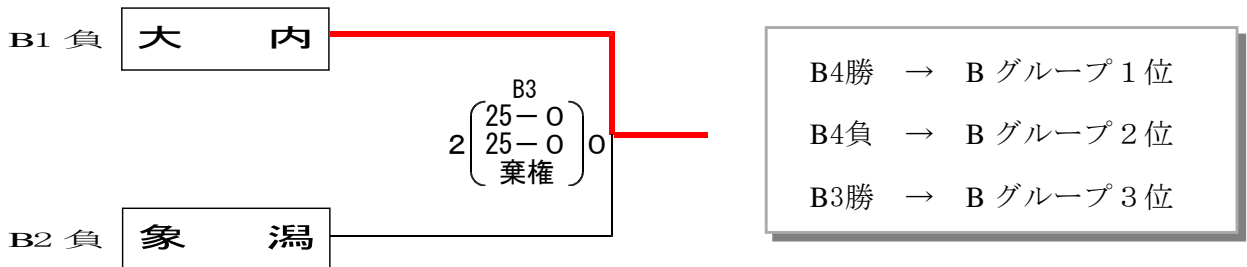 B1 負 大 内
B3
25－0
2 25－0 0
棄権
B2 負 象 潟
B4勝 → B グループ１位
B4負 → B グループ２位
B3勝 → B グループ３位